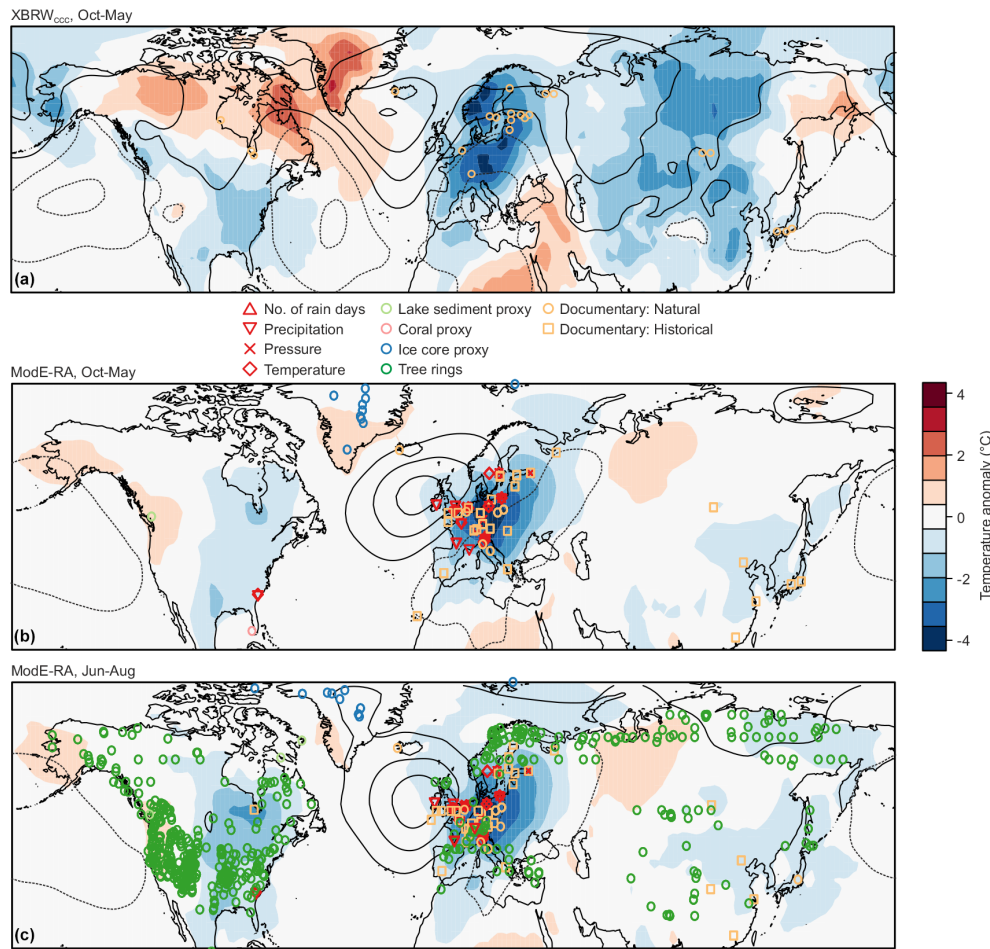 XBRWccc, Oct-May
(a)
No. of rain days
Precipitation
Pressure
Temperature
Lake sediment proxy
Coral proxy
Ice core proxy
Tree rings
Documentary: Natural
Documentary: Historical
ModE-RA, Oct-May
(b)
4
2
0
-2
-4
Temperature anomaly (°C)
ModE-RA, Jun-Aug
(c)